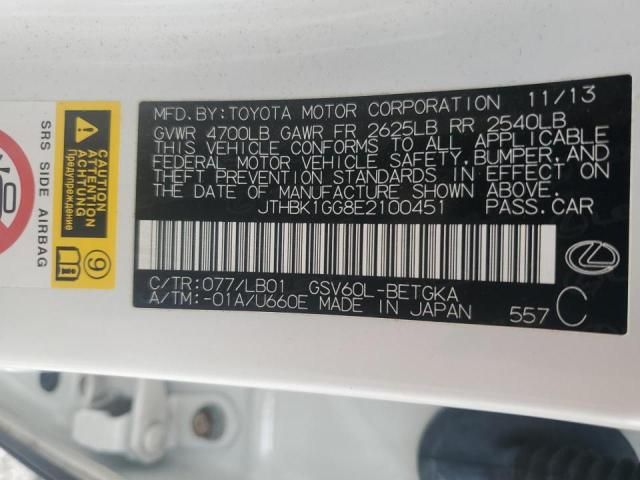 MFD.BY:TOYOTA MOTOR CORPORATION 11/13
GVWR 4700LB GAWR FR 2625LB RR 2540LB
THIS VEHICLE CONFORMS TO ALL APPLICABLE
FEDERAL MOTOR VEHICLE SAFETY,BUMPER,AND
THEFT PREVENTION STANDARDS IN EFFECT ON
THE DATE OF MANUFACTURE SHOWN ABOVE.
JTHBK1GG8E2100451 PASS.CAR
C/TR:077/LB01 GSV60L-BETGKA
A/TM:-01A/U660E MADE IN JAPAN 557 C
SRS SIDE AIRBAG
CAUTION
ATTENTION
ACHTUNG
Предупреждение
9